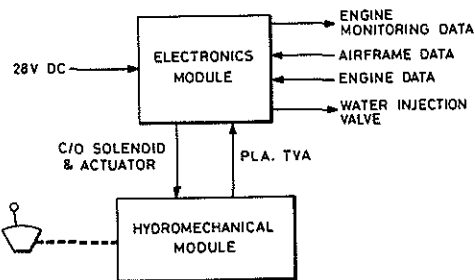 ENGINE
MONITORING DATA
ELECTRONICS
MODULE
AIRFRAME DATA
28V DC
ENGINE DATA
WATER INJECTION
VALVE
C/O SOLENOID
& ACTUATOR
PLA. TVA
HYDROMECHANICAL
MODULE